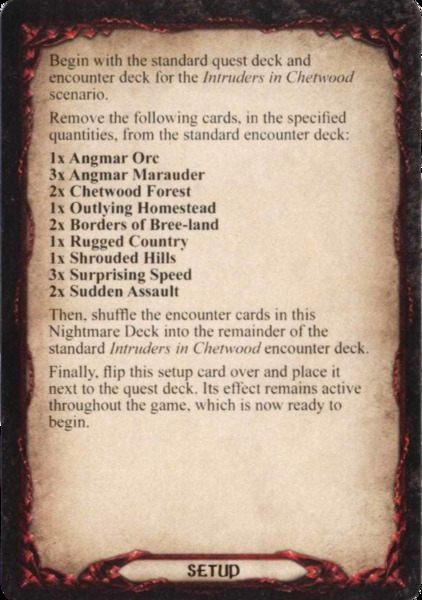 Begin with the standard quest deck and
encounter deck for the Intruders in Chetwood
scenario.
Remove the following cards, in the specified
quantities, from the standard encounter deck:
1x Angmar Orc
3x Angmar Marauder
2x Chetwood Forest
1x Outlying Homestead
2x Borders of Bree-land
1x Rugged Country
1x Shrouded Hills
3x Surprising Speed
2x Sudden Assault
Then, shuffle the encounter cards in this
Nightmare Deck into the remainder of the
standard Intruders in Chetwood encounter deck.
Finally, flip this setup card over and place it
next to the quest deck. Its effect remains active
throughout the game, which is now ready to
begin.
SETUP